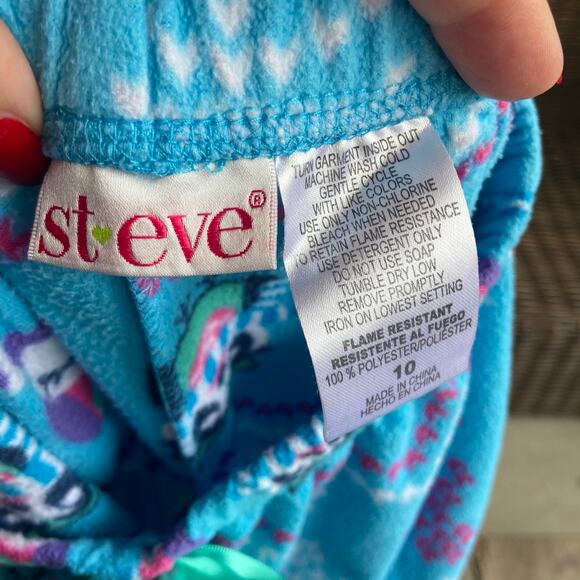 st eve®
TURN GARMENT INSIDE OUT
MACHINE WASH COLD
GENTLE CYCLE
WITH LIKE COLORS
USE ONLY NON-CHLORINE
BLEACH WHEN NEEDED
TO RETAIN FLAME RESISTANCE
USE DETERGENT ONLY
DO NOT USE SOAP
TUMBLE DRY LOW
REMOVE PROMPTLY
IRON ON LOWEST SETTING
FLAME RESISTANT
RESISTENTE AL FUEGO
100 % POLYESTER/POLIÉSTER
10
MADE IN CHINA
HECHO EN CHINA